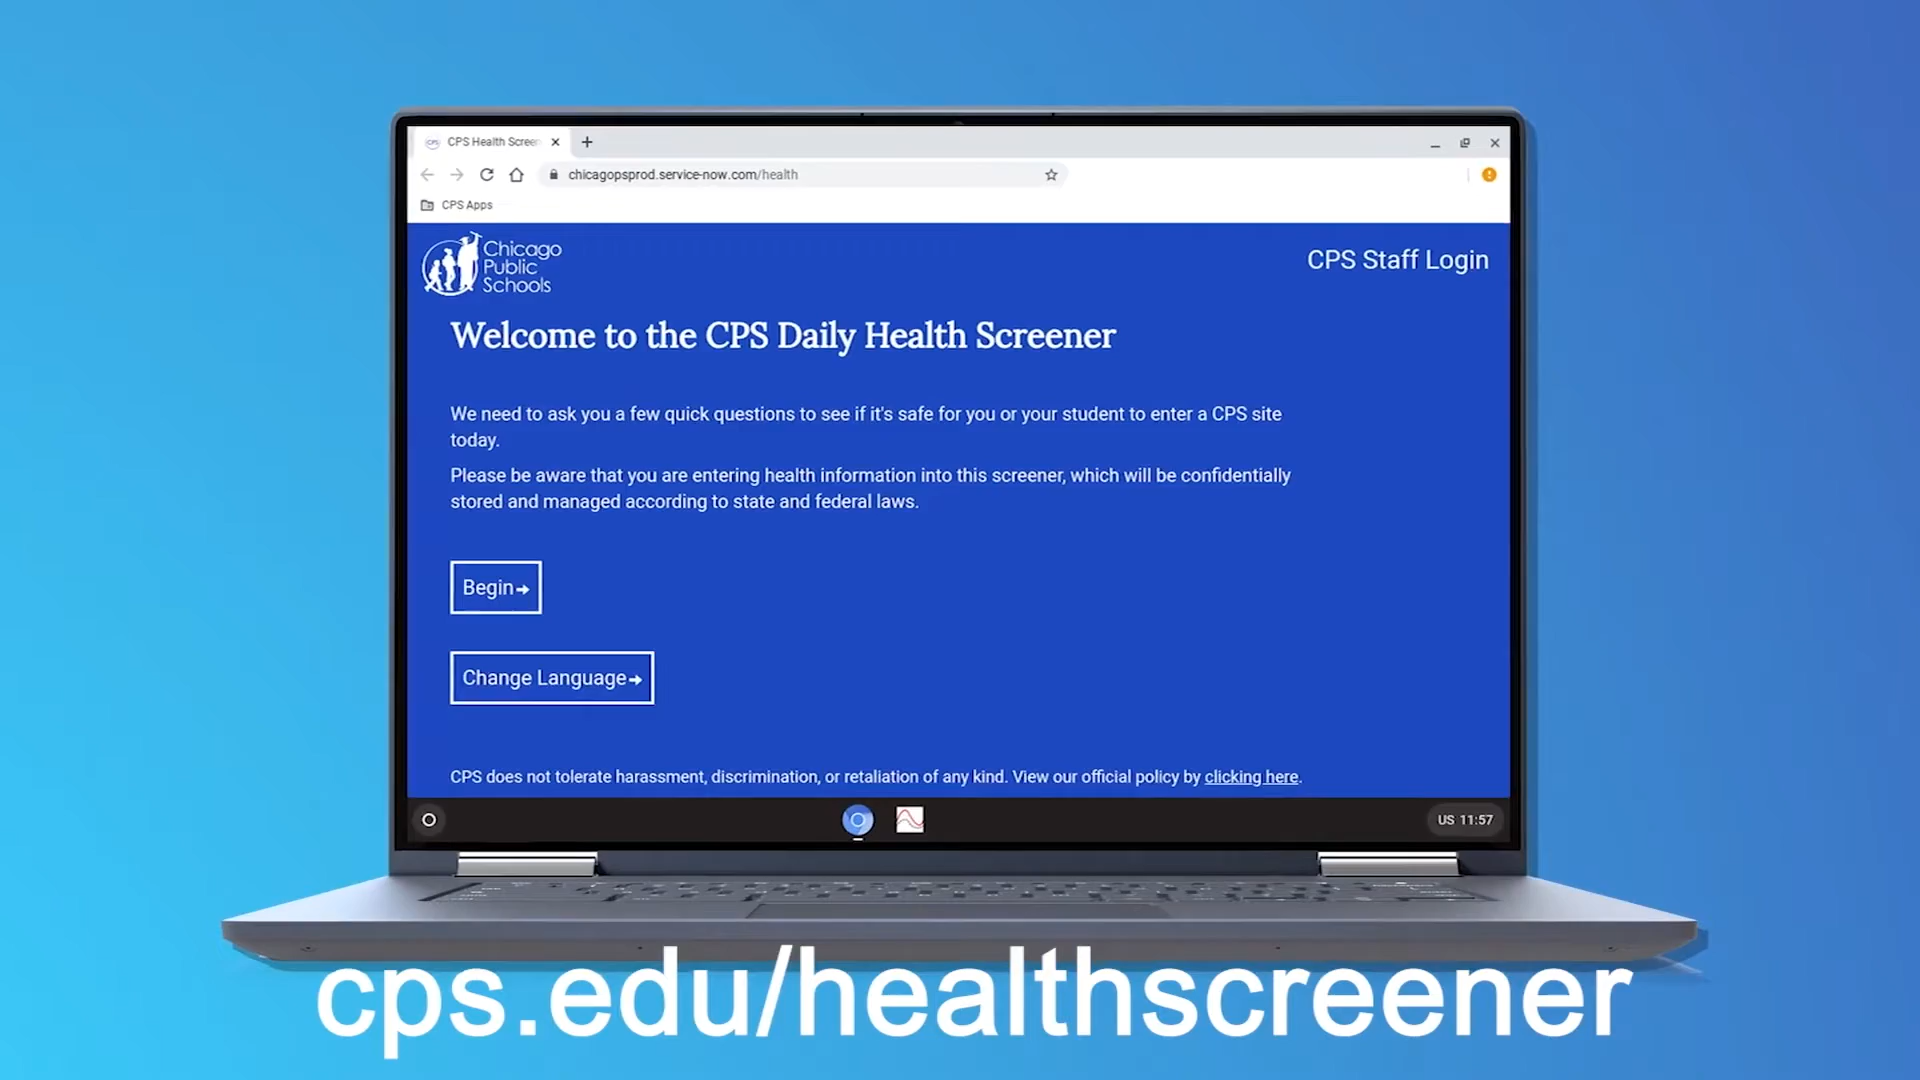 CPS Health Screen
chicagopsprod.service-now.com/health
CPS Apps
Chicago
Public
Schools
CPS Staff Login
Welcome to the CPS Daily Health Screener
We need to ask you a few quick questions to see if it's safe for you or your student to enter a CPS site
today.
Please be aware that you are entering health information into this screener, which will be confidentially
stored and managed according to state and federal laws.
Begin→
Change Language→
CPS does not tolerate harassment, discrimination, or retaliation of any kind. View our official policy by clicking here.
US 11:57
cps.edu/healthscreener